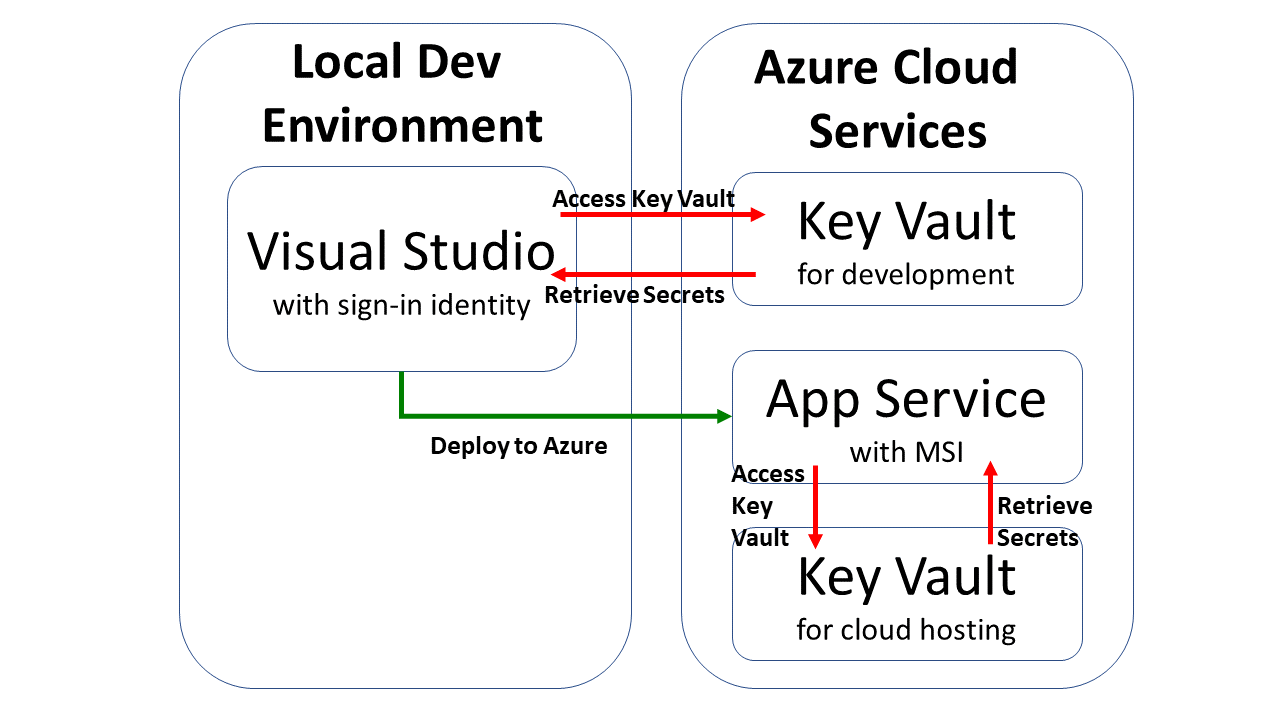 Local Dev
Environment
Visual Studio
with sign-in identity
Access Key Vault
Retrieve Secrets
Deploy to Azure
Azure Cloud
Services
Key Vault
for development
App Service
with MSI
Access
Key
Vault
Retrieve
Secrets
Key Vault
for cloud hosting